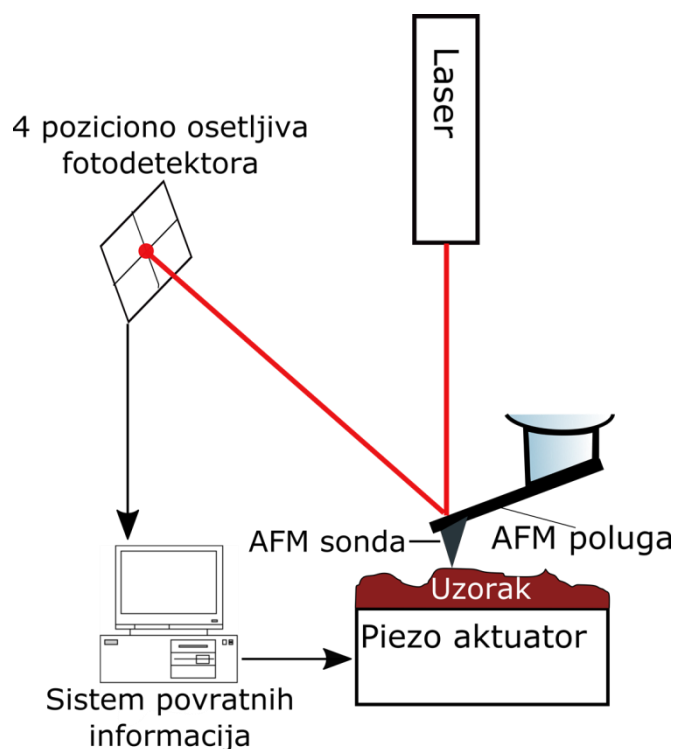 Laser
4 poziciono osetljiva
fotodetektora
AFM sonda
AFM poluga
Uzorak
Piezo aktuator
Sistem povratnih
informacija